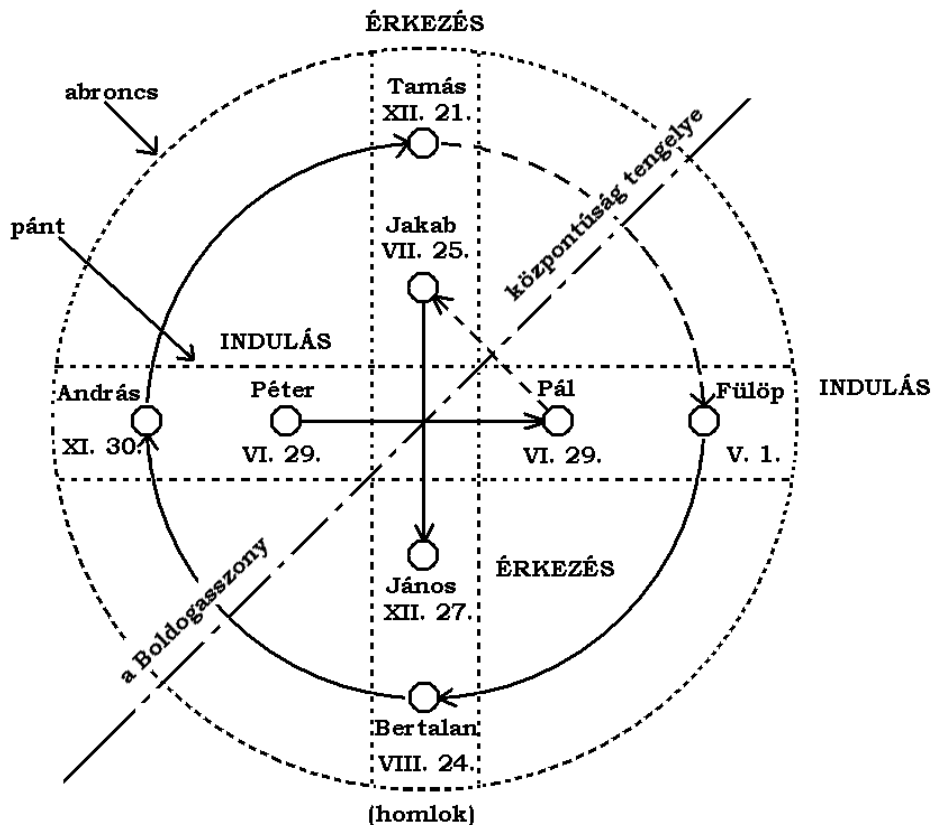 ÉRKEZÉS
abroncs
Tamás
XII. 21.
központúság tengelye
pánt
Jakab
VII. 25.
INDULÁS
András
Péter
Pál
Fülöp
INDULÁS
XI. 30.
VI. 29.
VI. 29.
V. 1.
a Boldogasszony
János
XII. 27.
ÉRKEZÉS
Bertalan
VIII. 24.
(homlok)